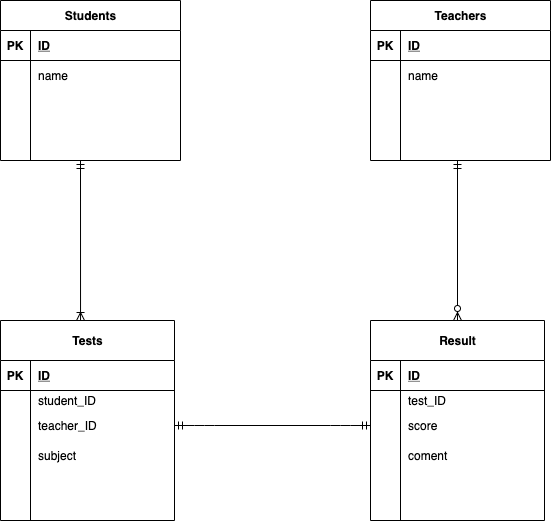 Students
PK ID
name
Teachers
PK ID
name
Tests
PK ID
student_ID
teacher_ID
subject
Result
PK ID
test_ID
score
coment